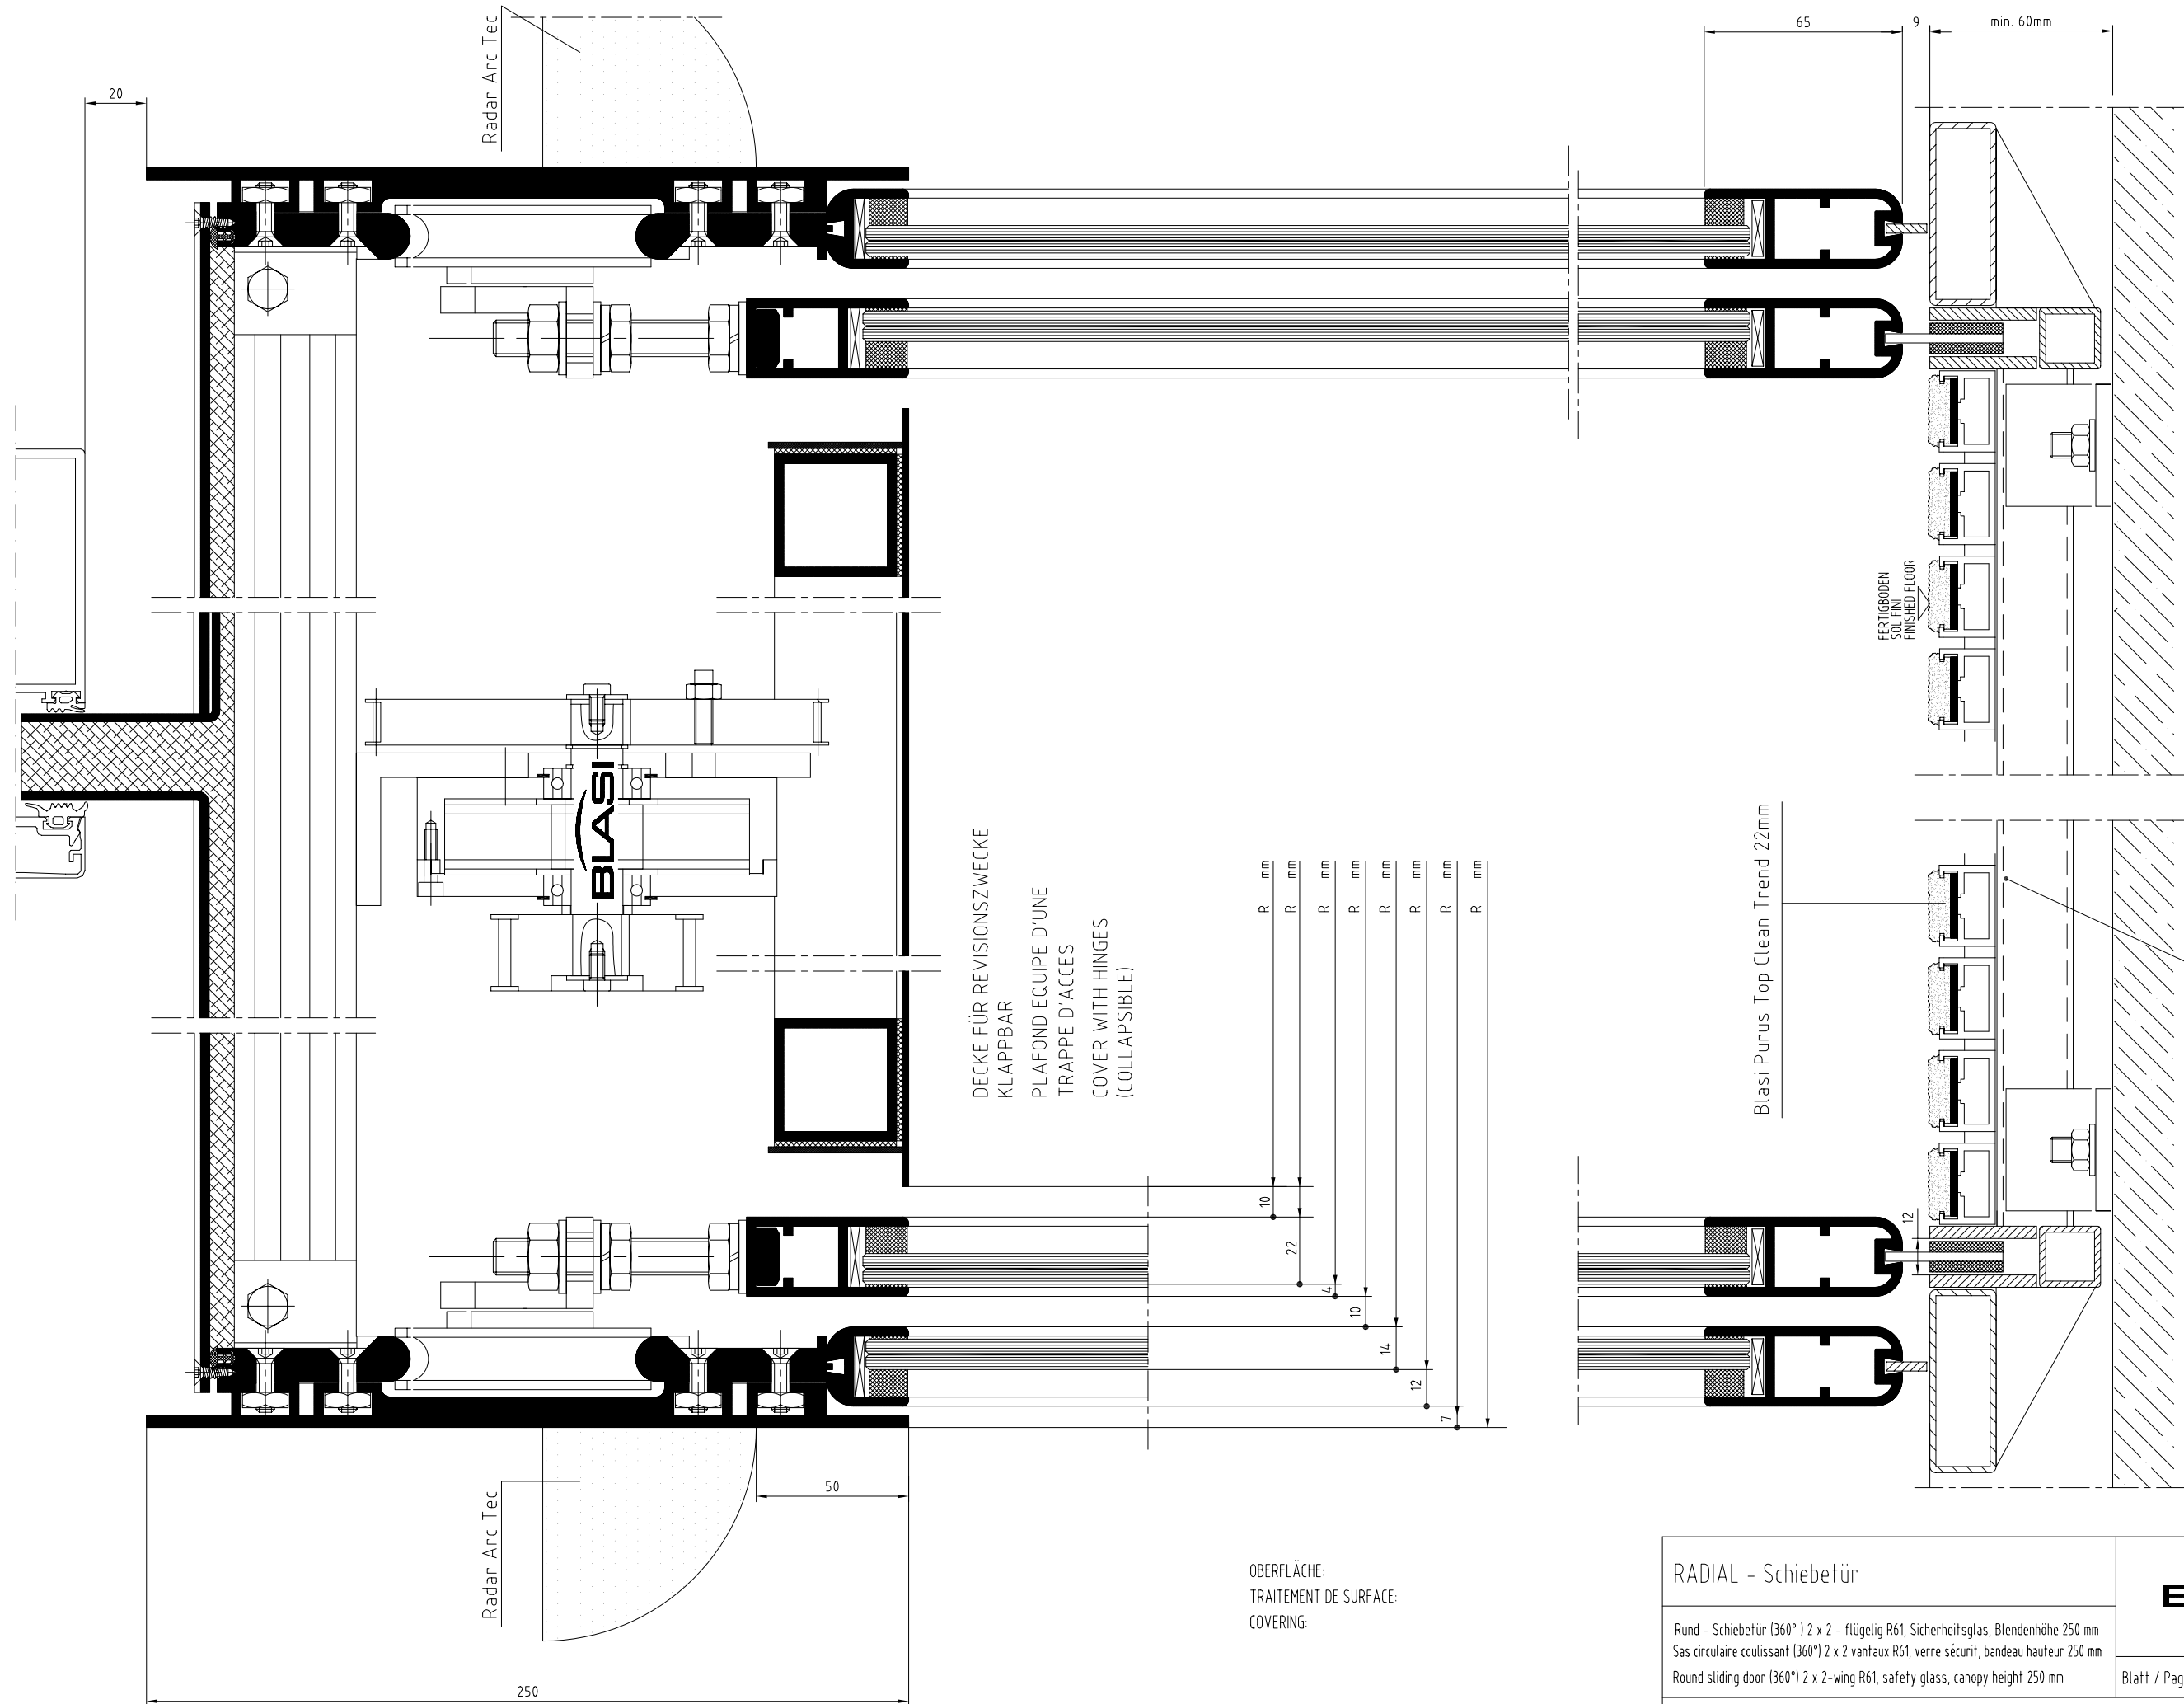 Radar Arc Tec
65
9
min. 60mm
20
FERTIGBODEN
SOL FINI
FINISHED FLOOR
BLASI
DECKE FÜR REVISIONSZWECKE
KLAPPBAR
PLAFOND EQUIPE D'UNE
TRAPPE D'ACCES
COVER WITH HINGES
(COLLAPSIBLE)
R mm
R mm
R mm
R mm
R mm
R mm
R mm
R mm
Blasi Purus Top Clean Trend 22mm
10
22
4
10
14
12
7
12
50
Radar Arc Tec
250
OBERFLÄCHE:
TRAITEMENT DE SURFACE:
COVERING:
RADIAL - Schiebetür
Rund - Schiebetür (360° ) 2 x 2 - flügelig R61, Sicherheitsglas, Blendenhöhe 250 mm
Sas circulaire coulissant (360°) 2 x 2 vantaux R61, verre sécurit, bandeau hauteur 250 mm
Round sliding door (360°) 2 x 2-wing R61, safety glass, canopy height 250 mm
Blatt / Pag